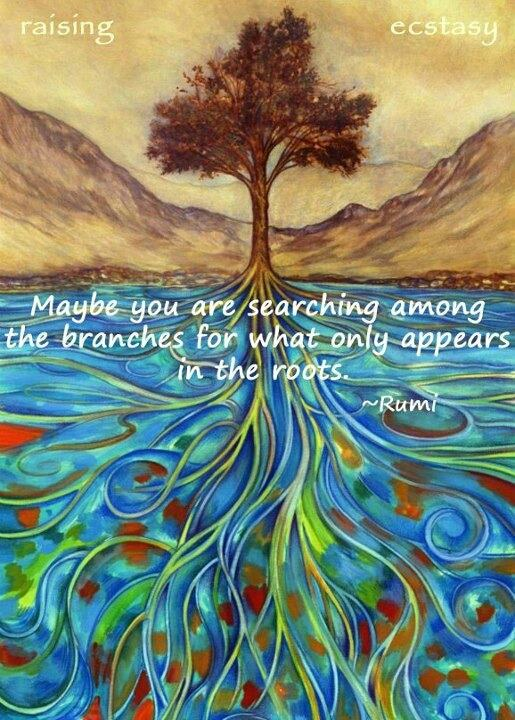 raising ecstasy
Maybe you are searching among
the branches for what only appears
in the roots.
~Rumi